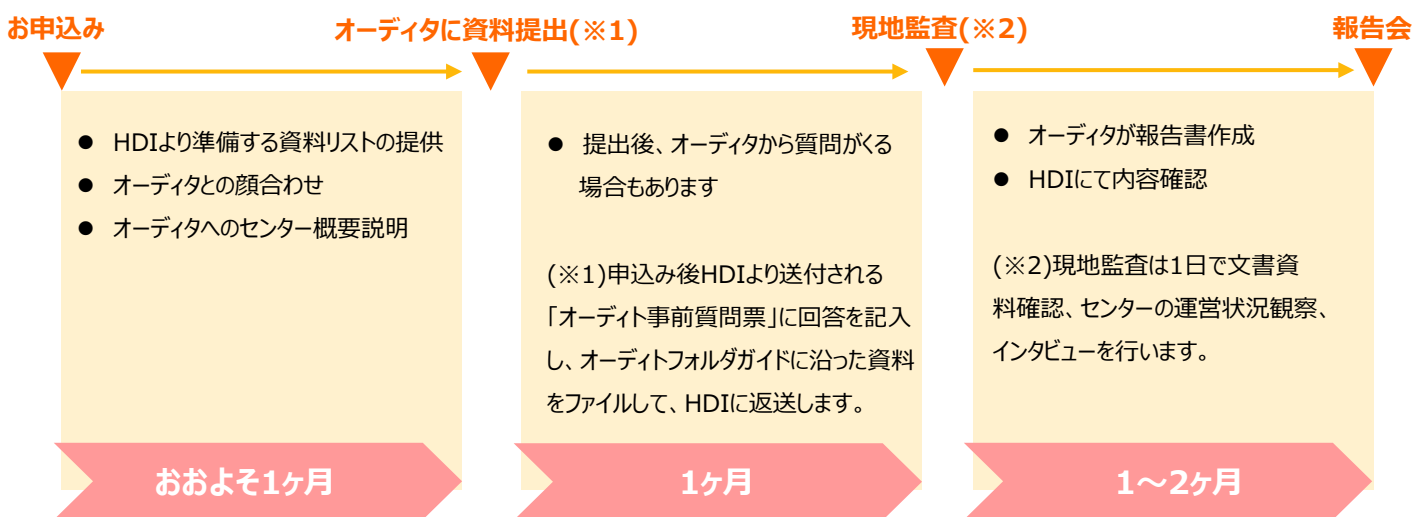 お申込み
オーディタに資料提出(※1)
現地監査(※2)
報告会
● HDIより準備する資料リストの提供
● オーディタとの顔合わせ
● オーディタへのセンター概要説明
● 提出後、オーディタから質問がくる
場合もあります
(※1)申込み後HDIより送付される
「オーディト事前質問票」に回答を記入
し、オーディトフォルダガイドに沿った資料
をファイルして、HDIに返送します。
● オーディタが報告書作成
● HDIにて内容確認
(※2)現地監査は1日で文書資
料確認、センターの運営状況観察、
インタビューを行います。
おおよそ1ヶ月
1ヶ月
1～2ヶ月